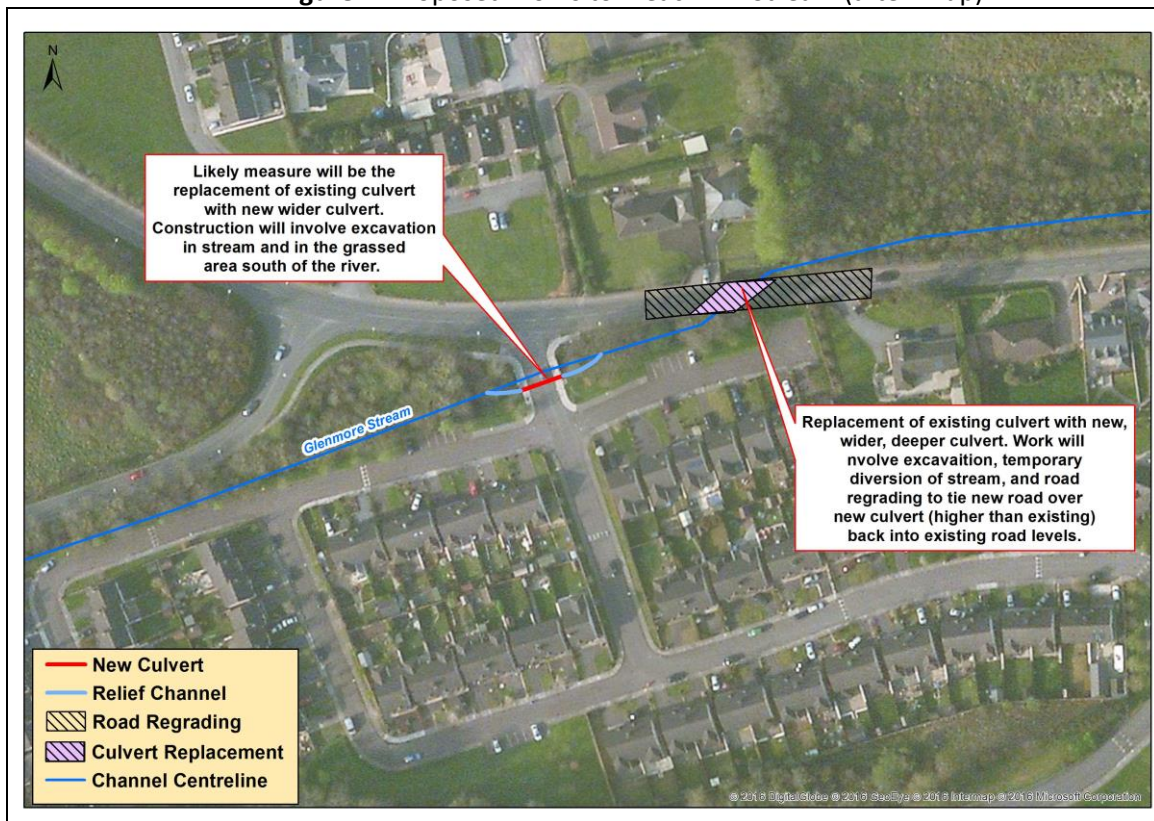 N
Likely measure will be the
replacement of existing culvert
with new wider culvert.
Construction will involve excavation
in stream and in the grassed
area south of the river.
Glenmore Stream
Replacement of existing culvert with new,
wider, deeper culvert. Work will
nvolve excavaition, temporary
diversion of stream, and road
regrading to tie new road over
new culvert (higher than existing)
back into existing road levels.
New Culvert
Relief Channel
Road Regrading
Culvert Replacement
Channel Centreline
© 2016 DigitalGlobe © 2016 GeoEye © 2016 Intermap © 2016 Microsoft Corporation